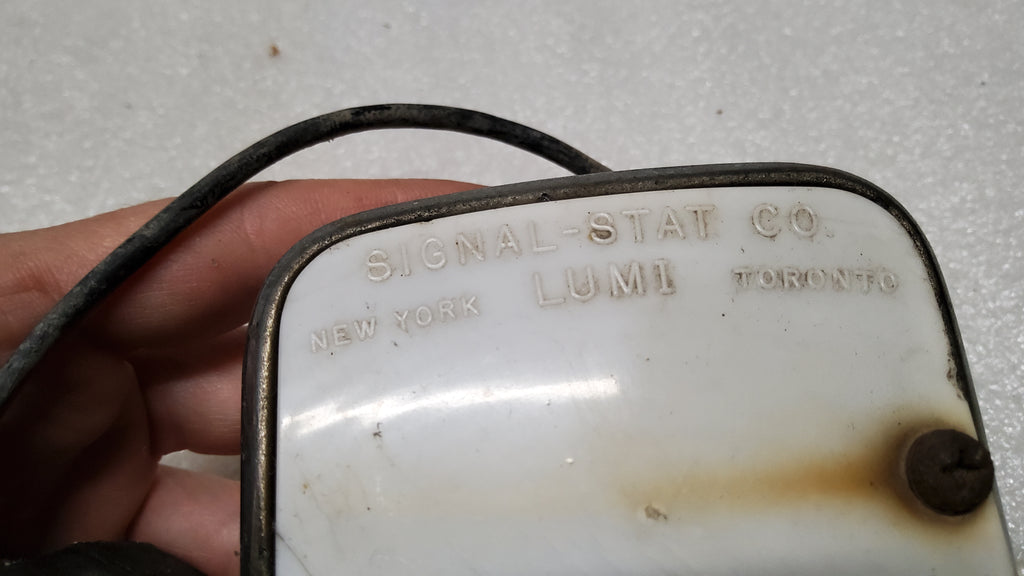 SIGNAL-STAT CO.
NEW YORK LUMI TORONTO